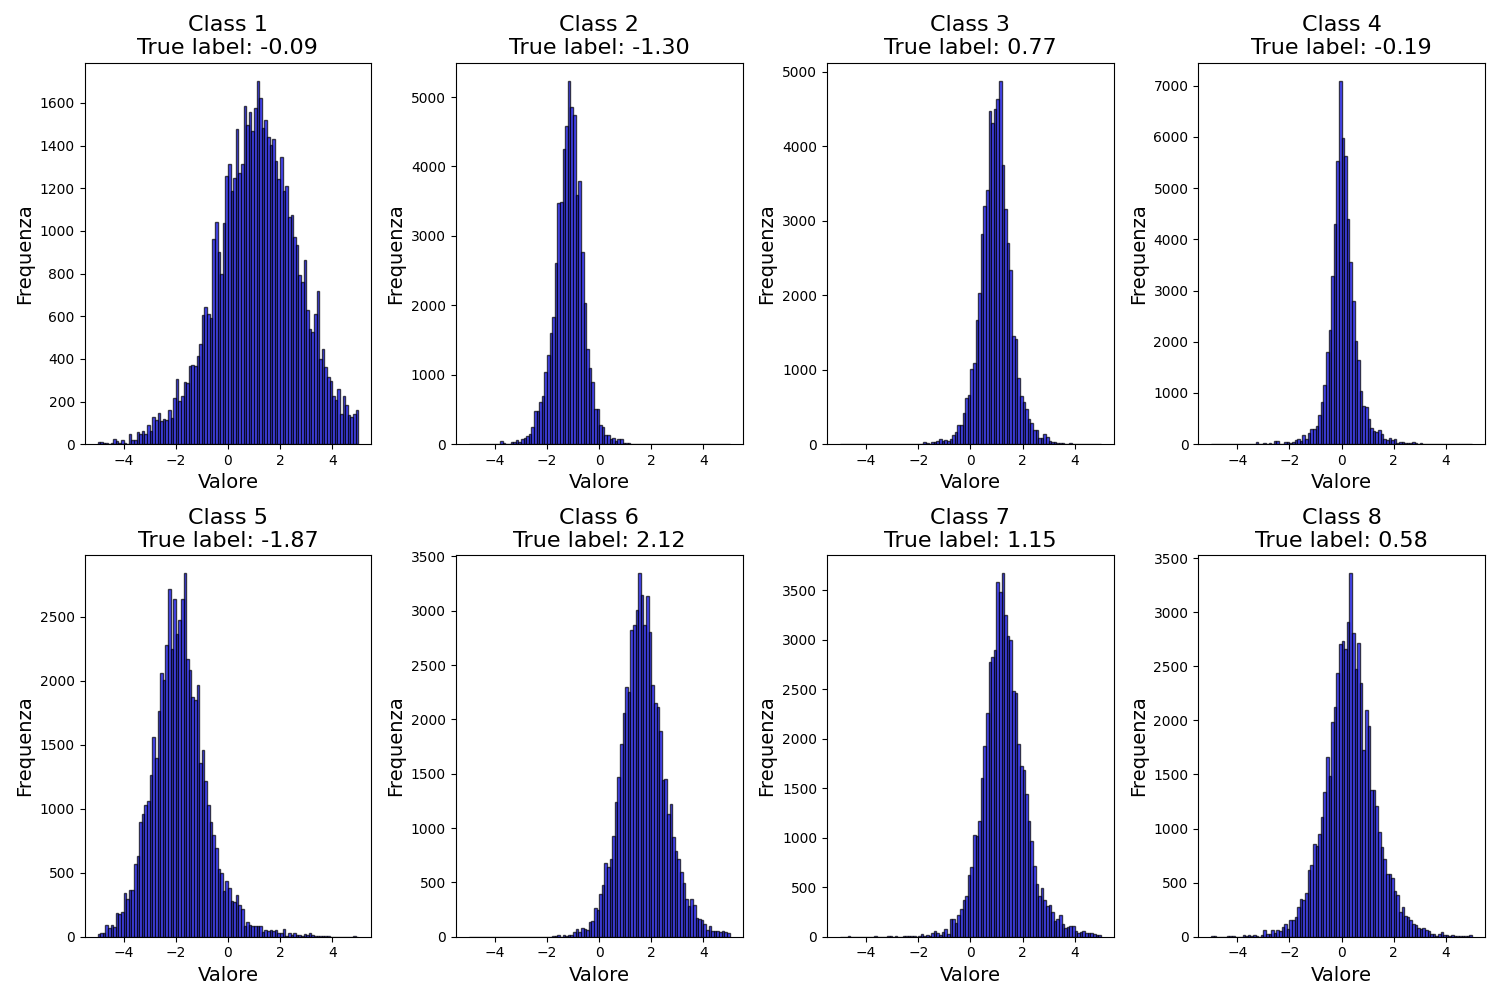 Class 1
True label: -0.09
Class 2
True label: -1.30
Class 3
True label: 0.77
Class 4
True label: -0.19
Frequenza
1600
1400
1200
1000
800
600
400
200
0
−4 −2 0 2 4
Valore
Frequenza
5000
4000
3000
2000
1000
0
−4 −2 0 2 4
Valore
Frequenza
5000
4000
3000
2000
1000
0
−4 −2 0 2 4
Valore
Frequenza
7000
6000
5000
4000
3000
2000
1000
0
−4 −2 0 2 4
Valore
Class 5
True label: -1.87
Class 6
True label: 2.12
Class 7
True label: 1.15
Class 8
True label: 0.58
Frequenza
2500
2000
1500
1000
500
0
−4 −2 0 2 4
Valore
Frequenza
3500
3000
2500
2000
1500
1000
500
0
−4 −2 0 2 4
Valore
Frequenza
3500
3000
2500
2000
1500
1000
500
0
−4 −2 0 2 4
Valore
Frequenza
3500
3000
2500
2000
1500
1000
500
0
−4 −2 0 2 4
Valore